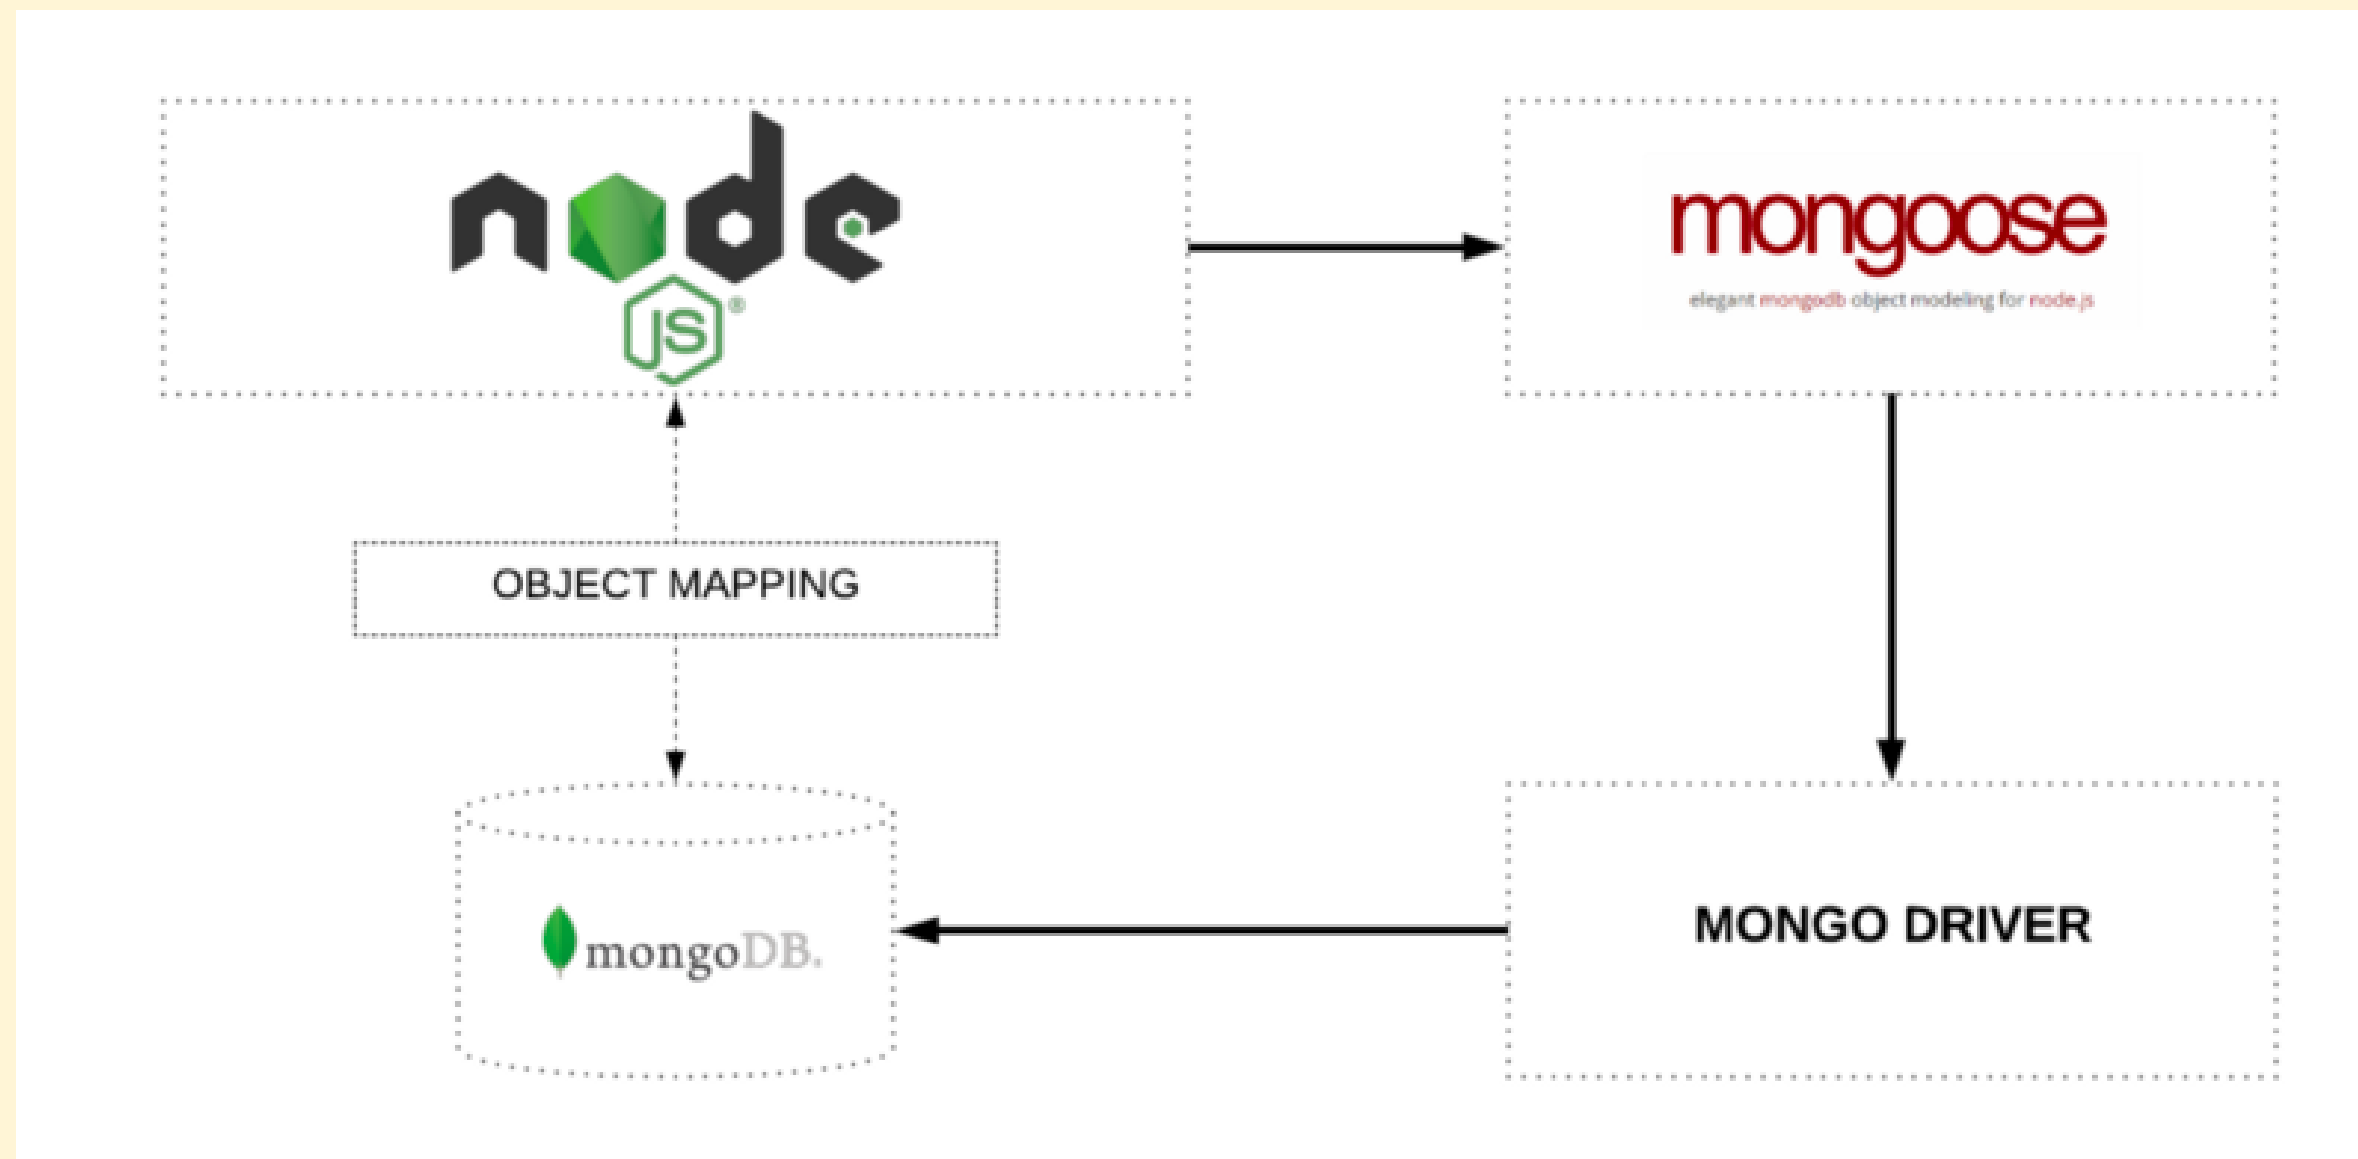 node
JS®
mongoose
elegant mongodb object modeling for node.js
OBJECT MAPPING
mongoDB.
MONGO DRIVER